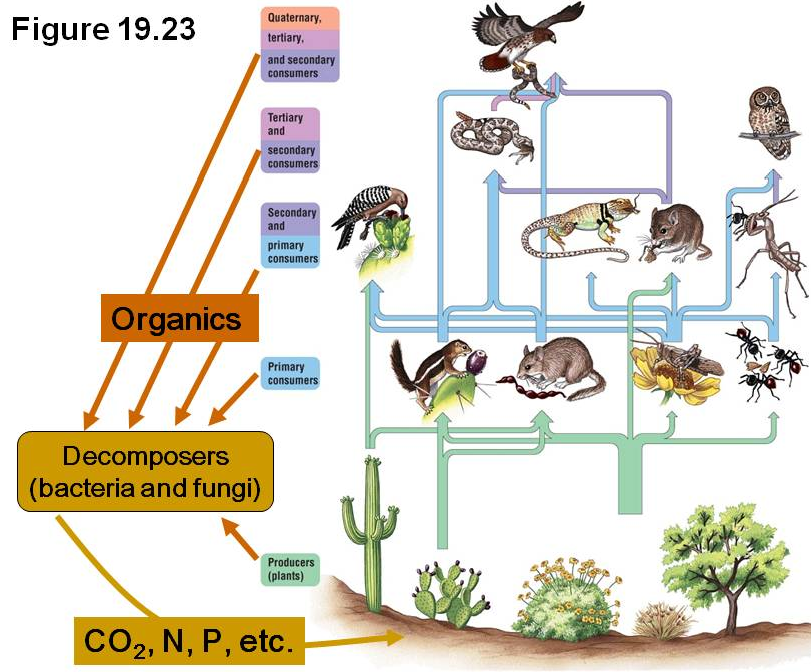 Figure 19.23
Quaternary,
tertiary,
and secondary
consumers
Tertiary
and
secondary
consumers
Secondary
and
primary
consumers
Organics
Primary
consumers
Decomposers
(bacteria and fungi)
Producers
(plants)
CO₂, N, P, etc.